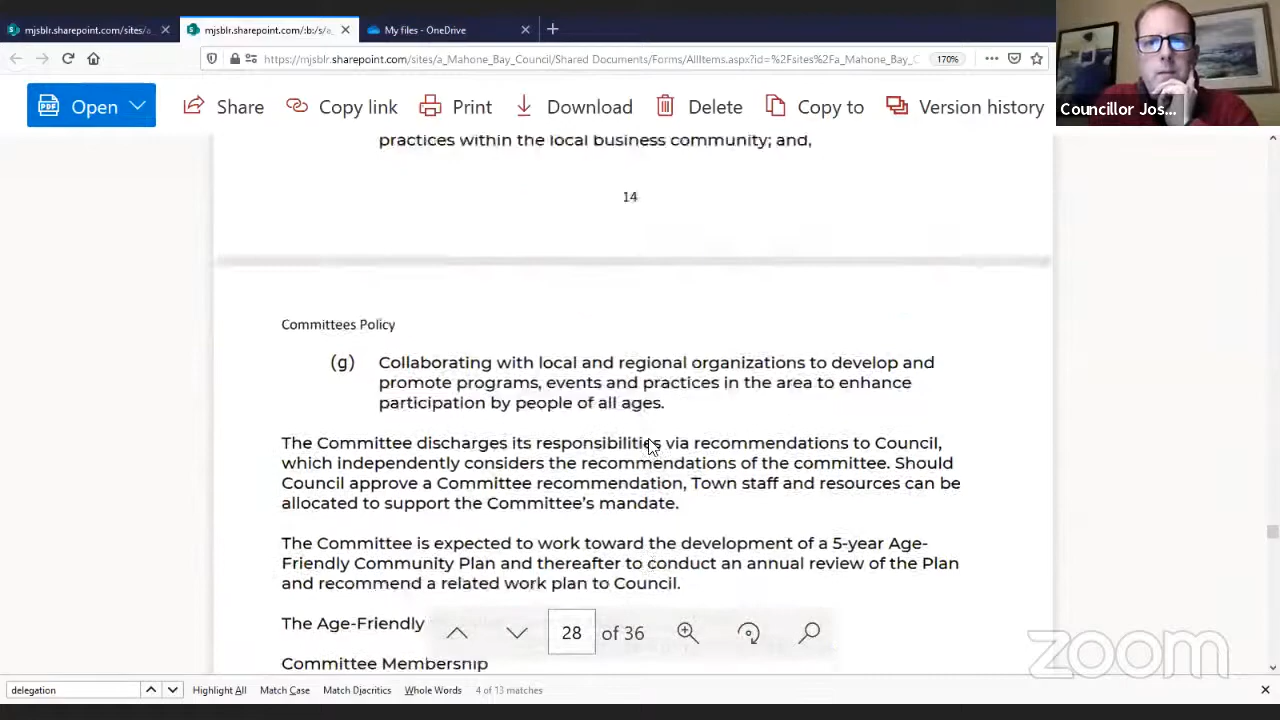 mjsblr.sharepoint.com/sites/a_
mjsblr.sharepoint.com/:b:/s/a_
My files - OneDrive
https://mjsblr.sharepoint.com/sites/a_Mahone_Bay_Council/Shared Documents/Forms/AllItems.aspx?id=%2Fsites%2Fa_Mahone_Bay_C
170%
PDF
Open
Share
Copy link
Print
Download
Delete
Copy to
Version history
Councillor Jos...
practices within the local business community; and,
14
Committees Policy
(g) Collaborating with local and regional organizations to develop and
promote programs, events and practices in the area to enhance
participation by people of all ages.
The Committee discharges its responsibilities via recommendations to Council,
which independently considers the recommendations of the committee. Should
Council approve a Committee recommendation, Town staff and resources can be
allocated to support the Committee's mandate.
The Committee is expected to work toward the development of a 5-year Age-
Friendly Community Plan and thereafter to conduct an annual review of the Plan
and recommend a related work plan to Council.
The Age-Friendly
28 of 36
Committee Membership
zoom
delegation
Highlight All
Match Case
Match Diacritics
Whole Words
4 of 13 matches